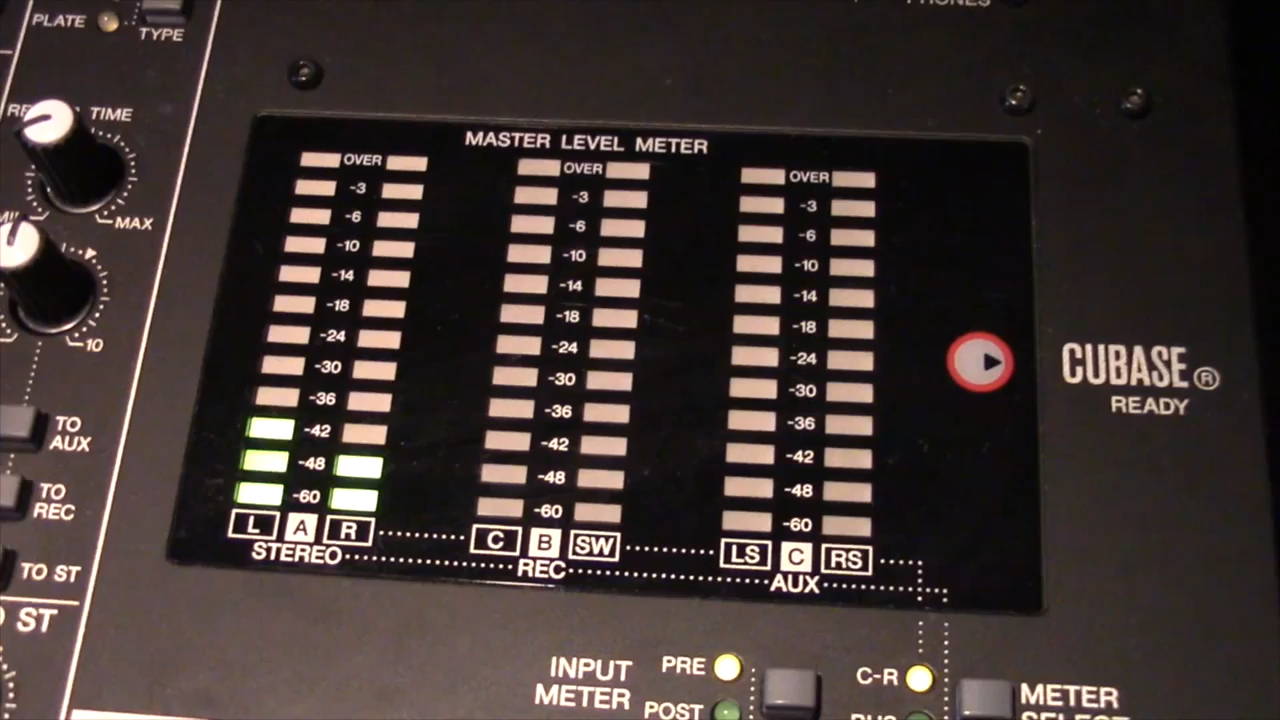 PHONES
PLATE
TYPE
TIME
MAX
10
TO
AUX
TO
REC
TO ST
ST
MASTER LEVEL METER
OVER OVER OVER
-3 -3 -3
-6 -6 -6
-10 -10 -10
-14 -14 -14
-18 -18 -18
-24 -24 -24
-30 -30 -30
-36 -36 -36
-42 -42 -42
-48 -48 -48
-60 -60 -60
L A R C B SW LS C RS
STEREO REC AUX
CUBASE ®
READY
INPUT
METER
PRE
POST
C-R
METER
SELECT